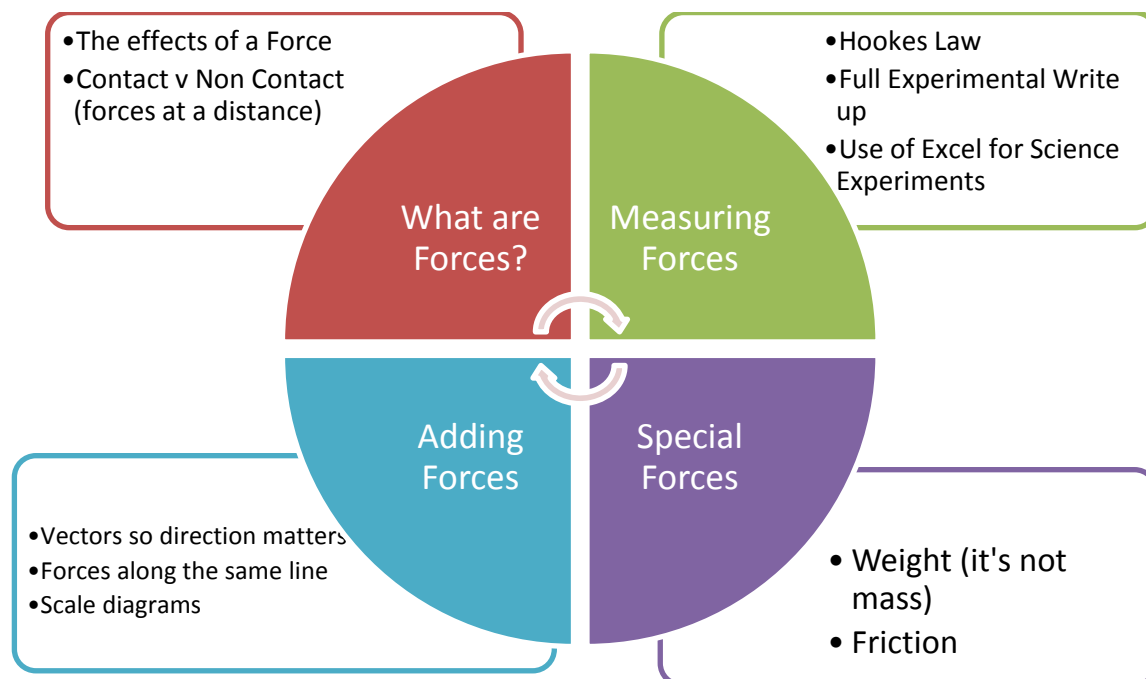 •The effects of a Force
•Contact v Non Contact
(forces at a distance)
•Hookes Law
•Full Experimental Write
up
•Use of Excel for Science
Experiments
What are
Forces?
Measuring
Forces
Adding
Forces
Special
Forces
•Vectors so direction matters
•Forces along the same line
•Scale diagrams
• Weight (it's not
mass)
• Friction